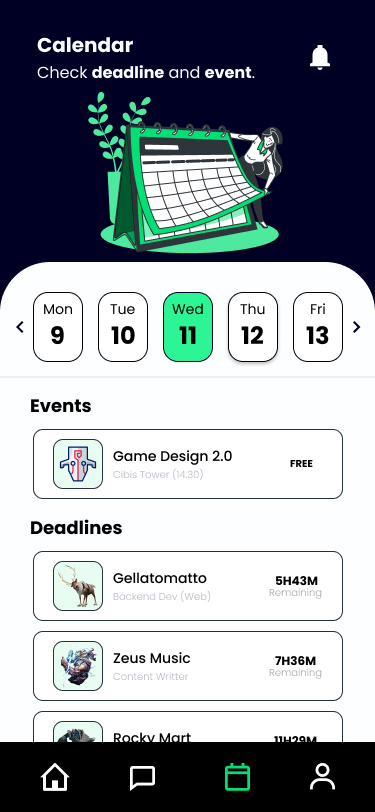 Calendar
Check deadline and event.
Mon Tue Wed Thu Fri
9 10 11 12 13
Events
Game Design 2.0
Cibis Tower (14.30)
FREE
Deadlines
Gellatomatto
Backend Dev (Web)
5H43M
Remaining
Zeus Music
Content Writter
7H36M
Remaining
Rocky Mart
11H29M